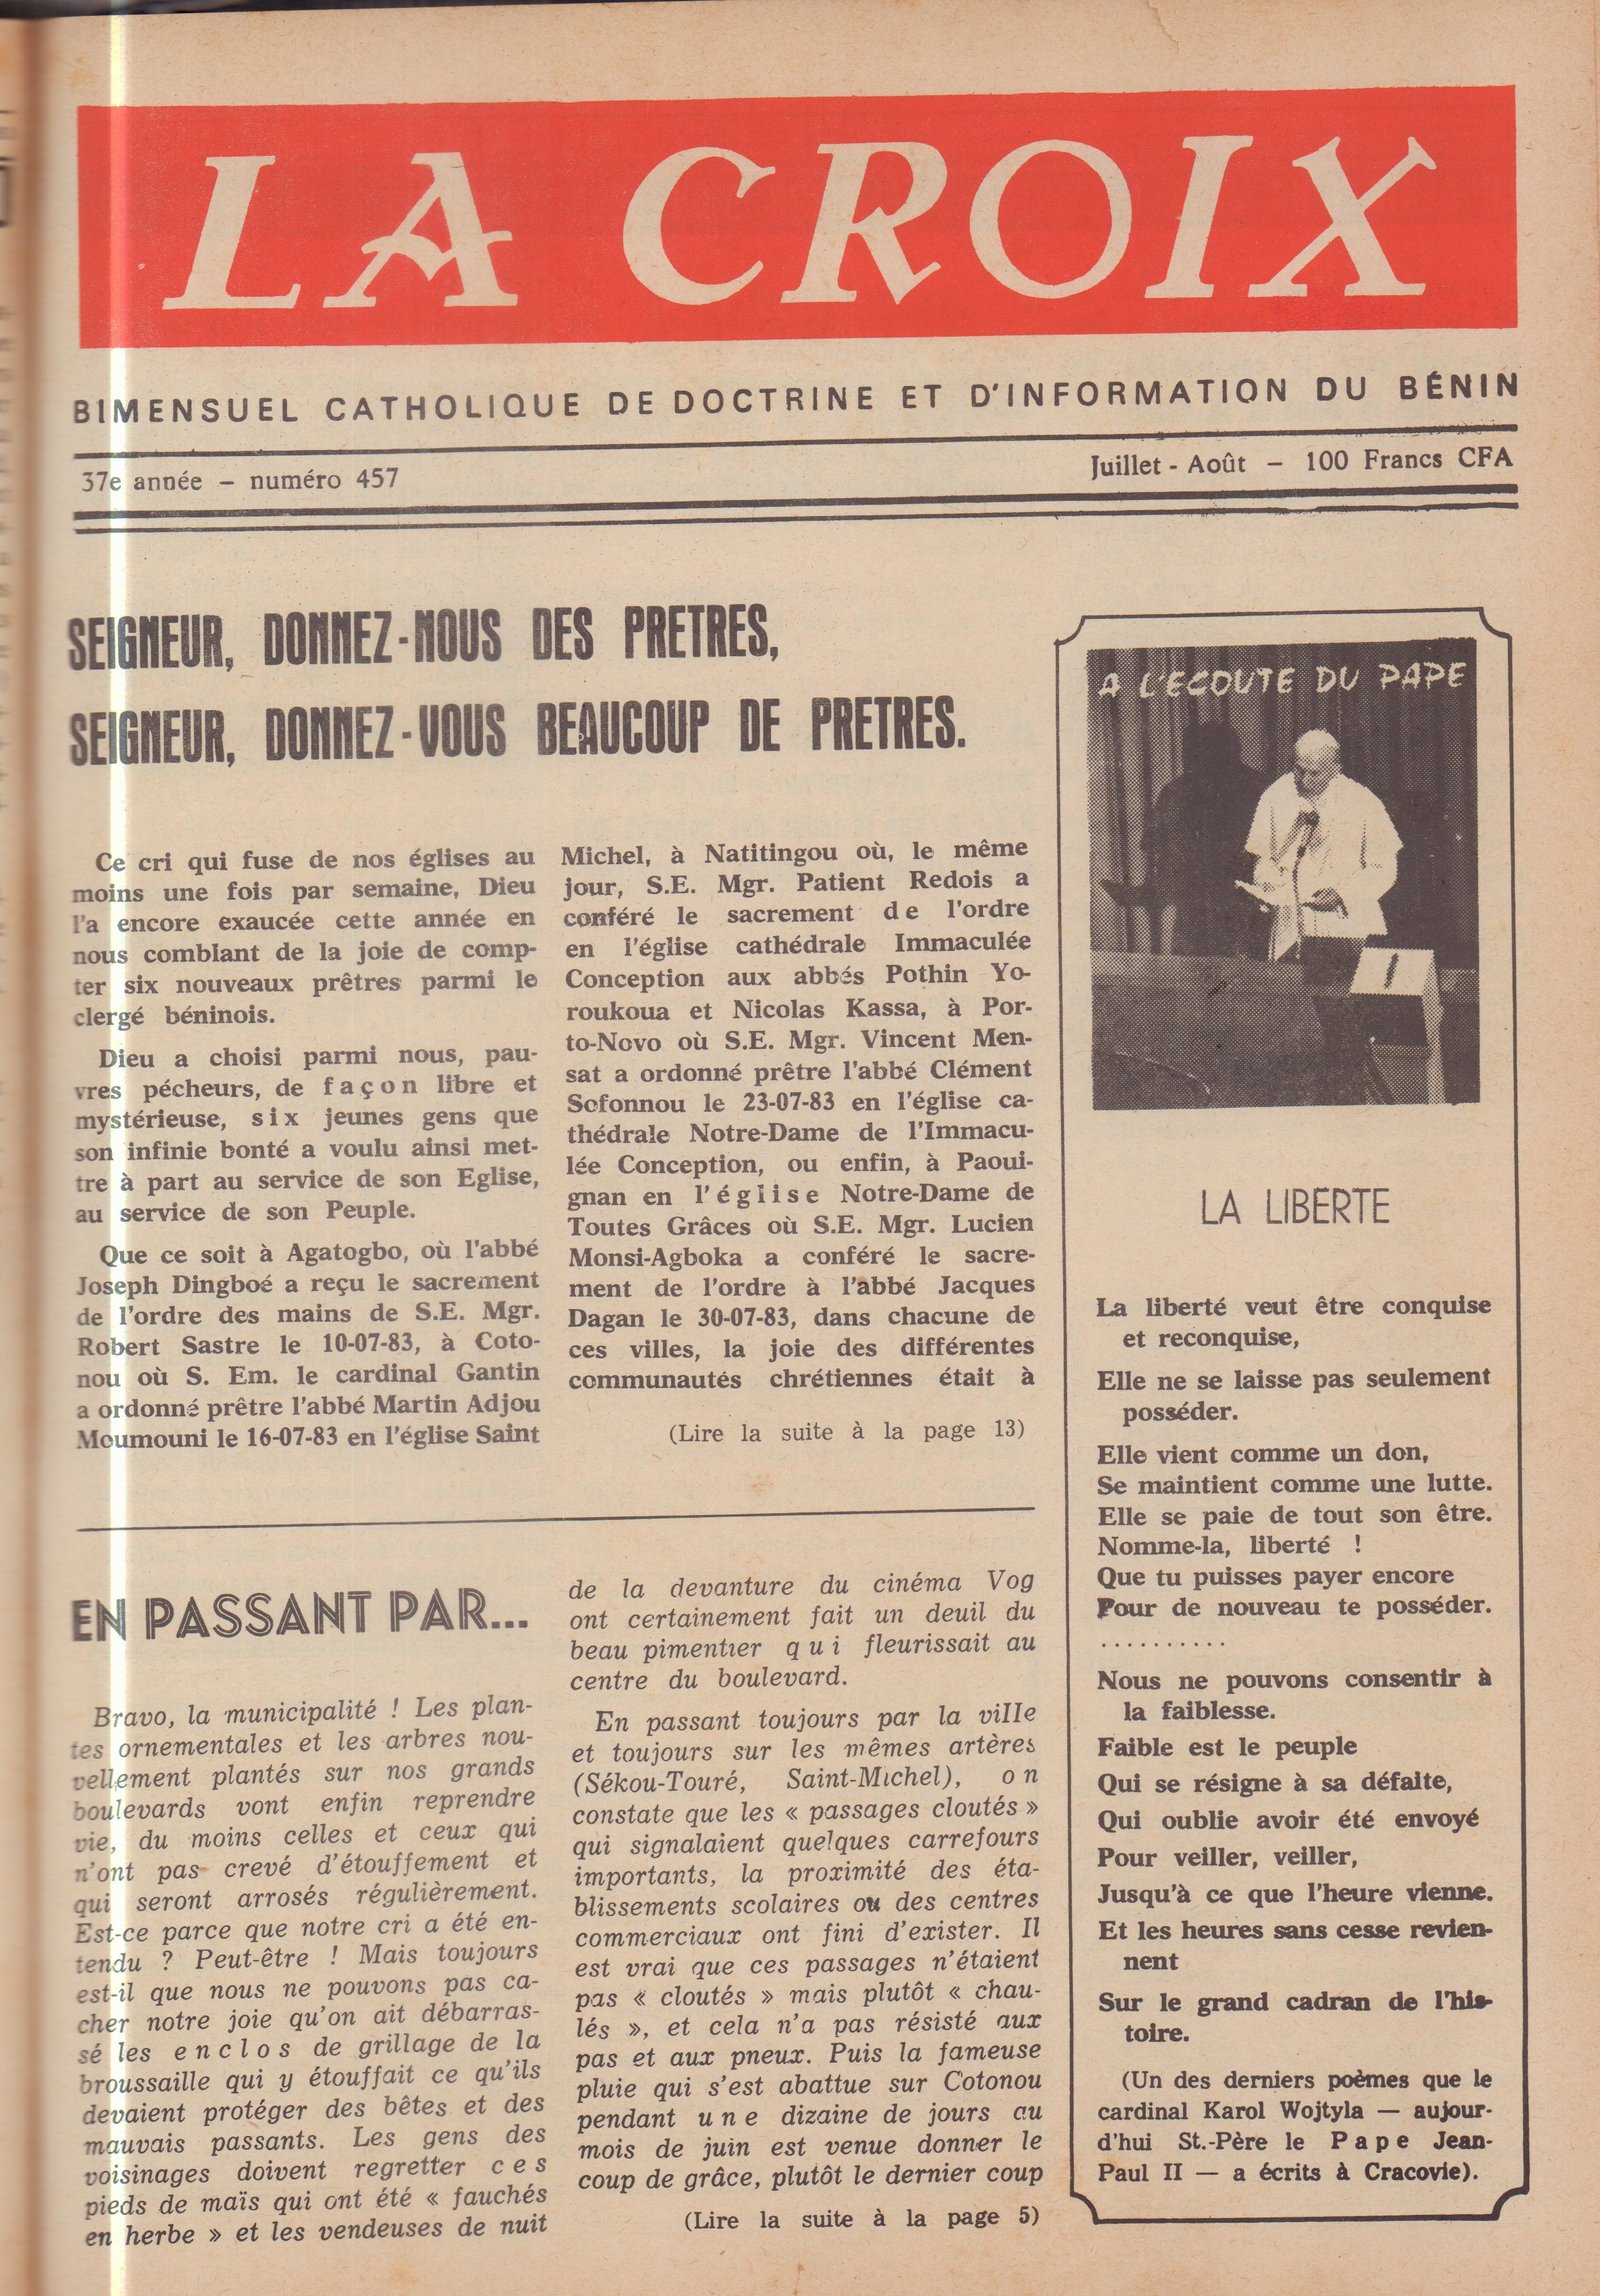 LA CROIX
BIMENSUEL CATHOLIQUE DE DOCTRINE ET D'INFORMATION DU BÉNIN
37e année – numéro 457
Juillet - Août – 100 Francs CFA
SEIGNEUR, DONNEZ-NOUS DES PRETRES,
SEIGNEUR, DONNEZ-VOUS BEAUCOUP DE PRETRES.
Ce cri qui fuse de nos églises au
moins une fois par semaine, Dieu
l'a encore exaucée cette année en
nous comblant de la joie de comp-
ter six nouveaux prêtres parmi le
clergé béninois.
Dieu a choisi parmi nous, pau-
vres pécheurs, de façon libre et
mystérieuse, six jeunes gens que
son infinie bonté a voulu ainsi met-
tre à part au service de son Eglise,
au service de son Peuple.
Que ce soit à Agatogbo, où l'abbé
Joseph Dingboé a reçu le sacrement
de l'ordre des mains de S.E. Mgr.
Robert Sastre le 10-07-83, à Coto-
nou où S. Em. le cardinal Gantin
a ordonné prêtre l'abbé Martin Adjou
Moumouni le 16-07-83 en l'église Saint
Michel, à Natitingou où, le même
jour, S.E. Mgr. Patient Redois a
conféré le sacrement de l'ordre
en l'église cathédrale Immaculée
Conception aux abbés Pothin Yo-
roukoua et Nicolas Kassa, à Por-
to-Novo où S.E. Mgr. Vincent Men-
sat a ordonné prêtre l'abbé Clément
Sofonnou le 23-07-83 en l'église ca-
thédrale Notre-Dame de l'Immacu-
lée Conception, ou enfin, à Paoui-
gnan en l'église Notre-Dame de
Toutes Grâces où S.E. Mgr. Lucien
Monsi-Agboka a conféré le sacre-
ment de l'ordre à l'abbé Jacques
Dagan le 30-07-83, dans chacune de
ces villes, la joie des différentes
communautés chrétiennes était à
(Lire la suite à la page 13)
EN PASSANT PAR...
Bravo, la municipalité ! Les plan-
tes ornementales et les arbres nou-
vellement plantés sur nos grands
boulevards vont enfin reprendre
vie, du moins celles et ceux qui
n'ont pas crevé d'étouffement et
qui seront arrosés régulièrement.
Est-ce parce que notre cri a été en-
tendu ? Peut-être ! Mais toujours
est-il que nous ne pouvons pas ca-
cher notre joie qu'on ait débarras-
sé les enclos de grillage de la
broussaille qui y étouffait ce qu'ils
devaient protéger des bêtes et des
mauvais passants. Les gens des
voisinages doivent regretter ces
pieds de maïs qui ont été « fauchés
en herbe » et les vendeuses de nuit
de la devanture du cinéma Vog
ont certainement fait un deuil du
beau pimentier qui fleurissait au
centre du boulevard.
En passant toujours par la ville
et toujours sur les mêmes artères
(Sékou-Touré, Saint-Michel), on
constate que les « passages cloutés »
qui signalaient quelques carrefours
importants, la proximité des éta-
blissements scolaires ou des centres
commerciaux ont fini d'exister. Il
est vrai que ces passages n'étaient
pas « cloutés » mais plutôt « chau-
lés », et cela n'a pas résisté aux
pas et aux pneux. Puis la fameuse
pluie qui s'est abattue sur Cotonou
pendant une dizaine de jours au
mois de juin est venue donner le
coup de grâce, plutôt le dernier coup
(Lire la suite à la page 5)
A L'ECOUTE DU PAPE
LA LIBERTE
La liberté veut être conquise
et reconquise,
Elle ne se laisse pas seulement
posséder.
Elle vient comme un don,
Se maintient comme une lutte.
Elle se paie de tout son être.
Nomme-la, liberté !
Que tu puisses payer encore
Pour de nouveau te posséder.
..........
Nous ne pouvons consentir à
la faiblesse.
Faible est le peuple
Qui se résigne à sa défaite,
Qui oublie avoir été envoyé
Pour veiller, veiller,
Jusqu'à ce que l'heure vienne.
Et les heures sans cesse revien-
nent
Sur le grand cadran de l'his-
toire.
(Un des derniers poèmes que le
cardinal Karol Wojtyla — aujour-
d'hui St.-Père le Pape Jean-
Paul II — a écrits à Cracovie).